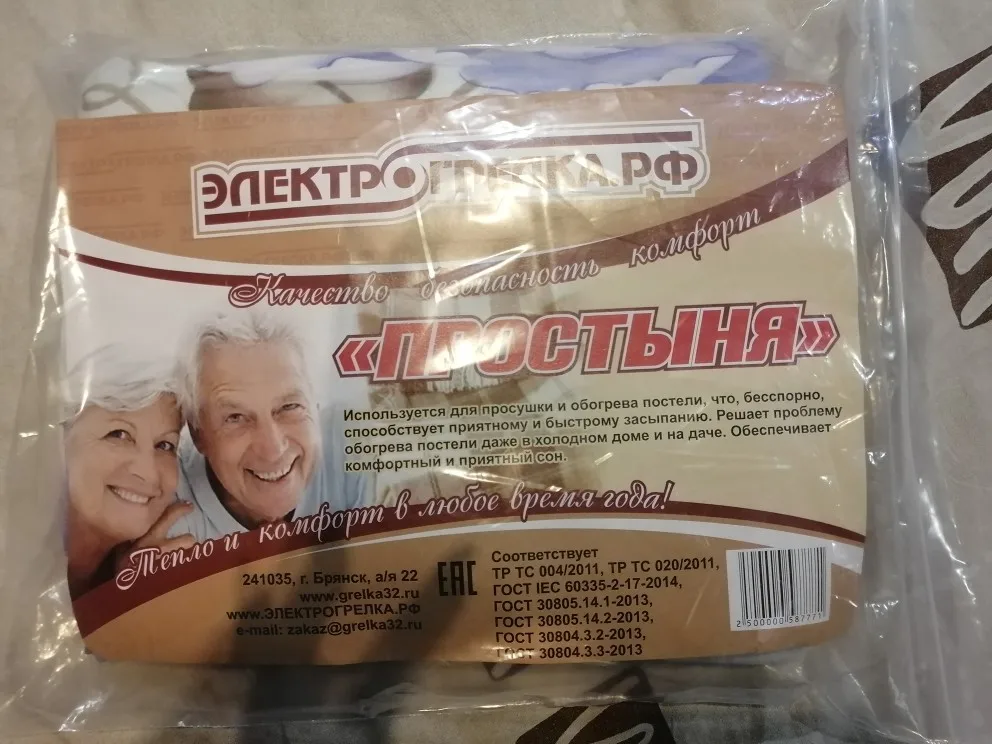 ЭЛЕКТРОГРЕЛКА.РФ
Качество безопасность комфорт
«ПРОСТЫНЯ»
Используется для просушки и обогрева постели, что, бесспорно,
способствует приятному и быстрому засыпанию. Решает проблему
обогрева постели даже в холодном доме и на даче. Обеспечивает
комфортный и приятный сон.
Тепло и комфорт в любое время года!
241035, г. Брянск, а/я 22
www.grelka32.ru
www.ЭЛЕКТРОГРЕЛКА.РФ
e-mail: zakaz@grelka32.ru
ЕАС
Соответствует
ТР ТС 004/2011, ТР ТС 020/2011,
ГОСТ IEC 60335-2-17-2014,
ГОСТ 30805.14.1-2013,
ГОСТ 30805.14.2-2013,
ГОСТ 30804.3.2-2013,
ГОСТ 30804.3.3-2013
2 500000 587771